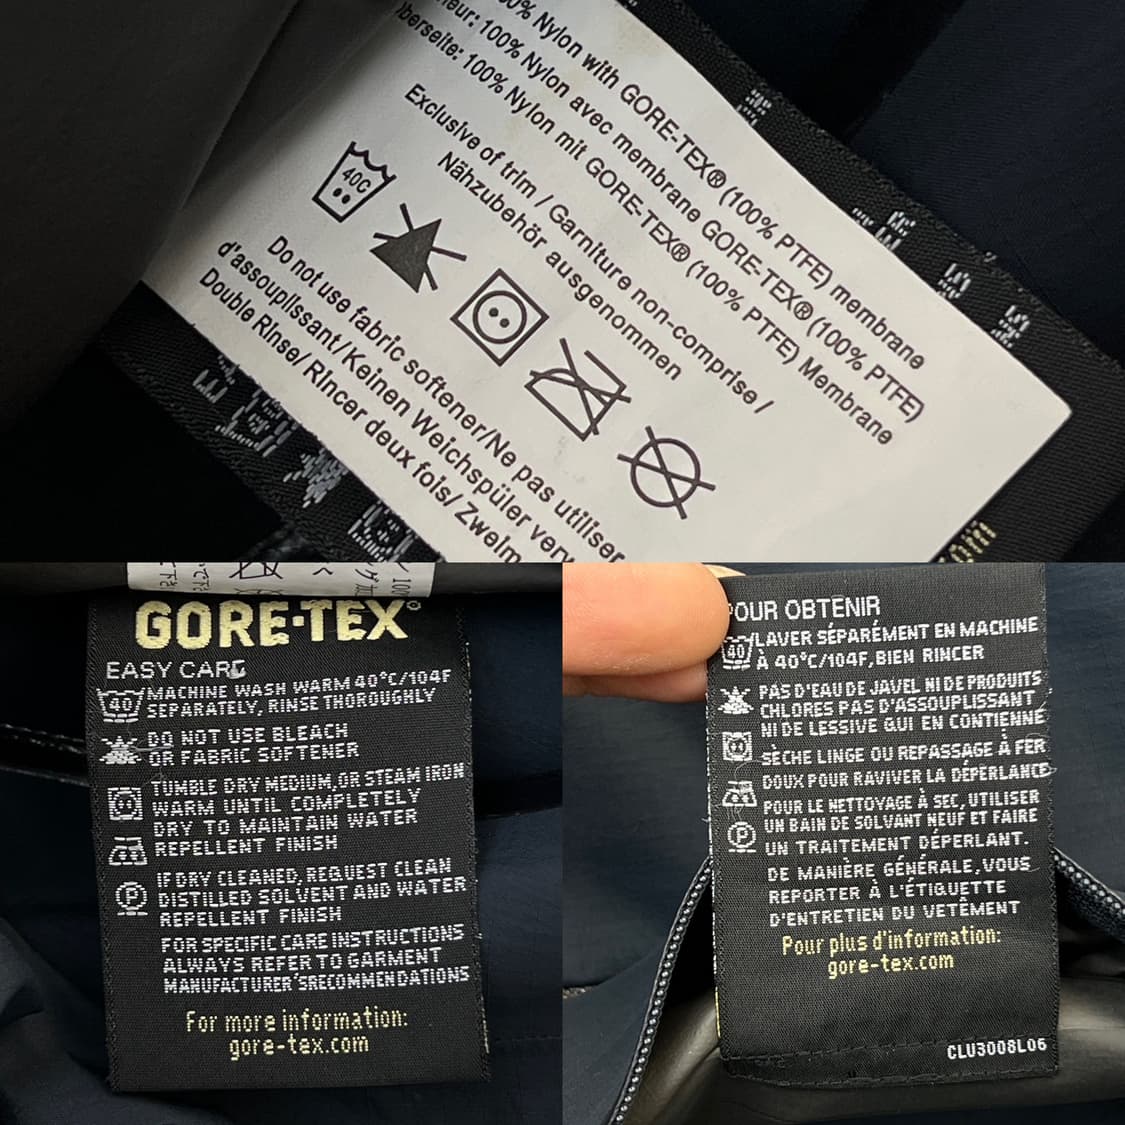 0% Nylon with GORE-TEX® (100% PTFE) membrane
ieur: 100% Nylon avec membrane GORE-TEX® (100% PTFE)
berseite: 100% Nylon mit GORE-TEX® (100% PTFE) Membrane
Exclusive of trim / Garniture non-comprise /
Nähzubehör ausgenommen
40C
Do not use fabric softener/Ne pas utiliser
d'assouplissant/Keinen Weichspüler verw
Double Rinse/ Rincer deux fois/ Zweim
om
GORE-TEX®
EASY CARE
40 MACHINE WASH WARM 40°C/104F
SEPARATELY, RINSE THOROUGHLY
DO NOT USE BLEACH
OR FABRIC SOFTENER
TUMBLE DRY MEDIUM, OR STEAM IRON
WARM UNTIL COMPLETELY
DRY TO MAINTAIN WATER
REPELLENT FINISH
P IF DRY CLEANED, REQUEST CLEAN
DISTILLED SOLVENT AND WATER
REPELLENT FINISH
FOR SPECIFIC CARE INSTRUCTIONS
ALWAYS REFER TO GARMENT
MANUFACTURER'S RECOMMENDATIONS
For more information:
gore-tex.com
POUR OBTENIR
40 LAVER SÉPARÉMENT EN MACHINE
À 40°C/104F, BIEN RINCER
PAS D'EAU DE JAVEL NI DE PRODUITS
CHLORES PAS D'ASSOUPLISSANT
NI DE LESSIVE QUI EN CONTIENNE
SÈCHE LINGE OU REPASSAGE À FER
DOUX POUR RAVIVER LA DÉPERLANCE
POUR LE NETTOYAGE À SEC, UTILISER
P UN BAIN DE SOLVANT NEUF ET FAIRE
UN TRAITEMENT DÉPERLANT.
DE MANIÈRE GÉNÉRALE, VOUS
REPORTER À L'ÉTIQUETTE
D'ENTRETIEN DU VETÊMENT
Pour plus d'information:
gore-tex.com
CLU3008L06